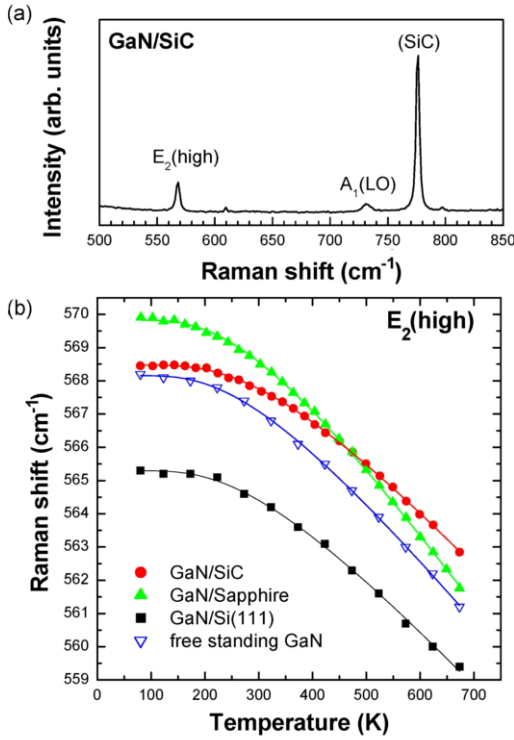 (a)
GaN/SiC
(SiC)
E₂(high)
A₁(LO)
Intensity (arb. units)
500 550 600 650 700 750 800 850
Raman shift (cm⁻¹)
(b)
E₂(high)
570
569
568
567
566
565
564
563
562
561
560
559
Raman shift (cm⁻¹)
GaN/SiC
GaN/Sapphire
GaN/Si(111)
free standing GaN
0 100 200 300 400 500 600 700
Temperature (K)